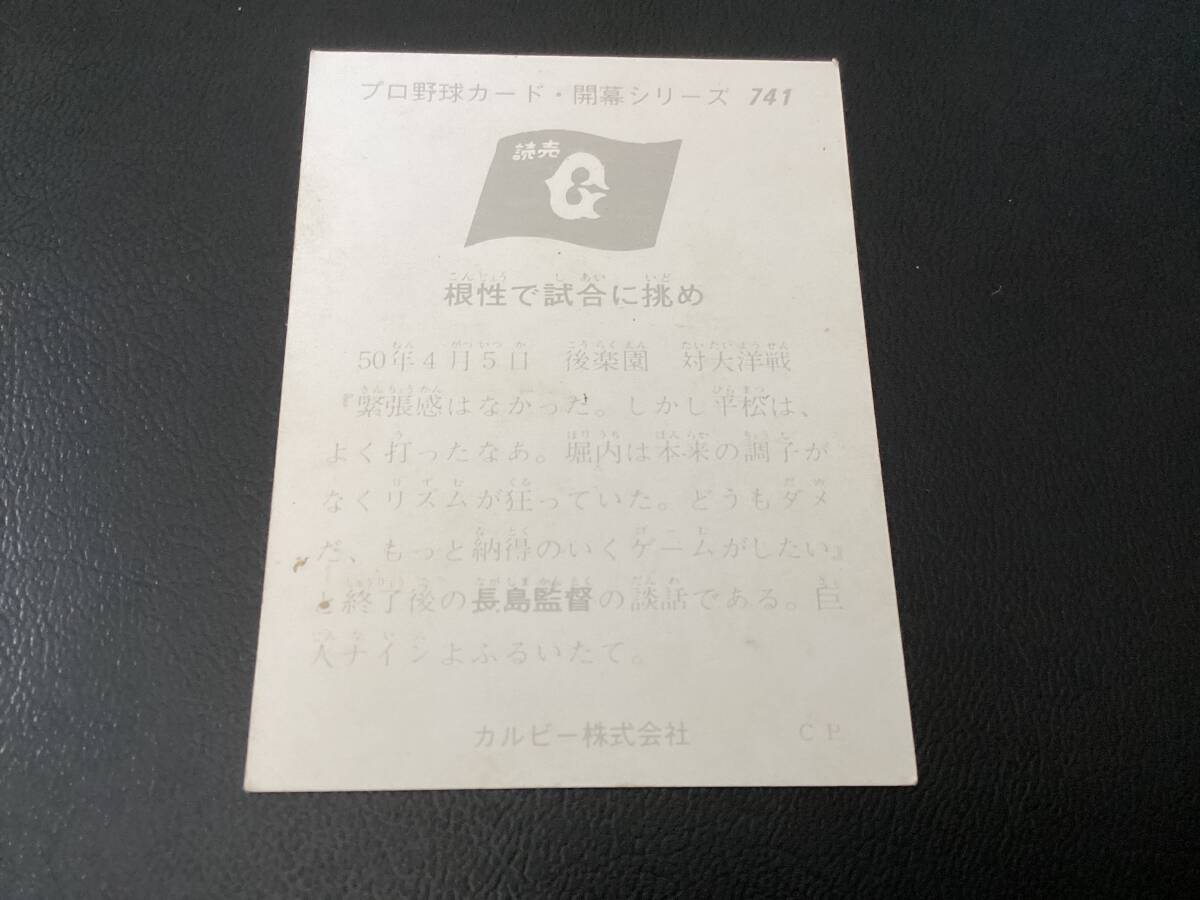 プロ野球カード・開幕シリーズ 741
読売
G
根性で試合に挑め
50年4月5日 後楽園 対大洋戦
『緊張感はなかった。しかし平松は、
よく打ったなあ。堀内は本来の調子が
なくリズムが狂っていた。どうもダメ
だ、もっと納得のいくゲームがしたい』
と終了後の長島監督の談話である。巨
人ナインよふるいたて。
カルビー株式会社 CP